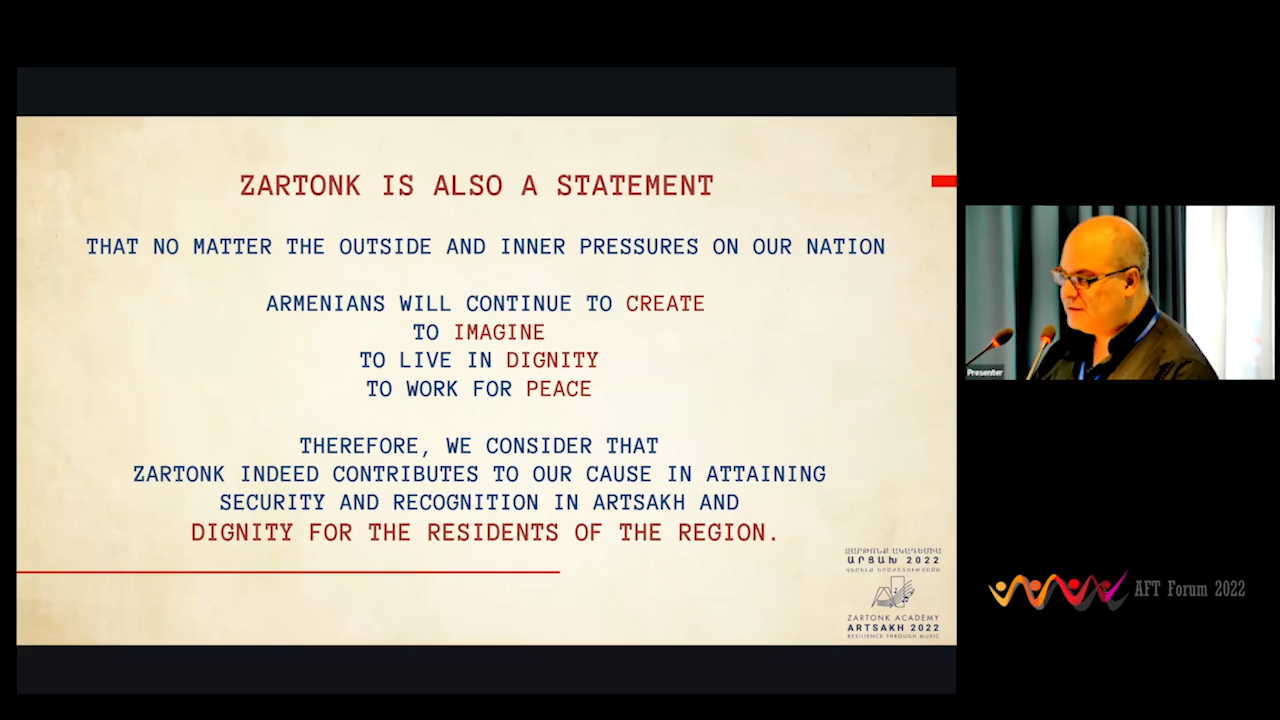 ZARTONK IS ALSO A STATEMENT
THAT NO MATTER THE OUTSIDE AND INNER PRESSURES ON OUR NATION
ARMENIANS WILL CONTINUE TO CREATE
TO IMAGINE
TO LIVE IN DIGNITY
TO WORK FOR PEACE
THEREFORE, WE CONSIDER THAT
ZARTONK INDEED CONTRIBUTES TO OUR CAUSE IN ATTAINING
SECURITY AND RECOGNITION IN ARTSAKH AND
DIGNITY FOR THE RESIDENTS OF THE REGION.
ԶԱՐԹՈՆՔ ԱԿԱԴԵՄԻԱ
ԱՐՑԱԽ 2022
ZARTONK ACADEMY
ARTSAKH 2022
RESILIENCE THROUGH MUSIC
Presenter
AFT Forum 2022